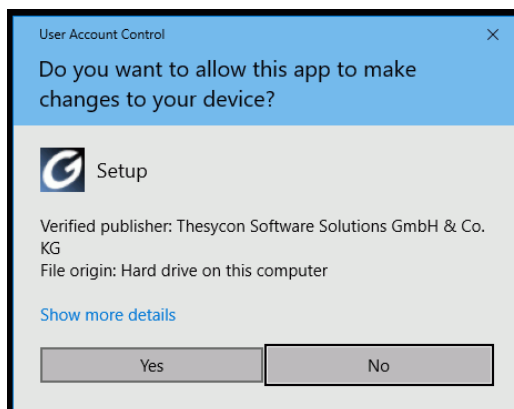 User Account Control
Do you want to allow this app to make
changes to your device?
Setup
Verified publisher: Thesycon Software Solutions GmbH & Co.
KG
File origin: Hard drive on this computer
Show more details
Yes
No